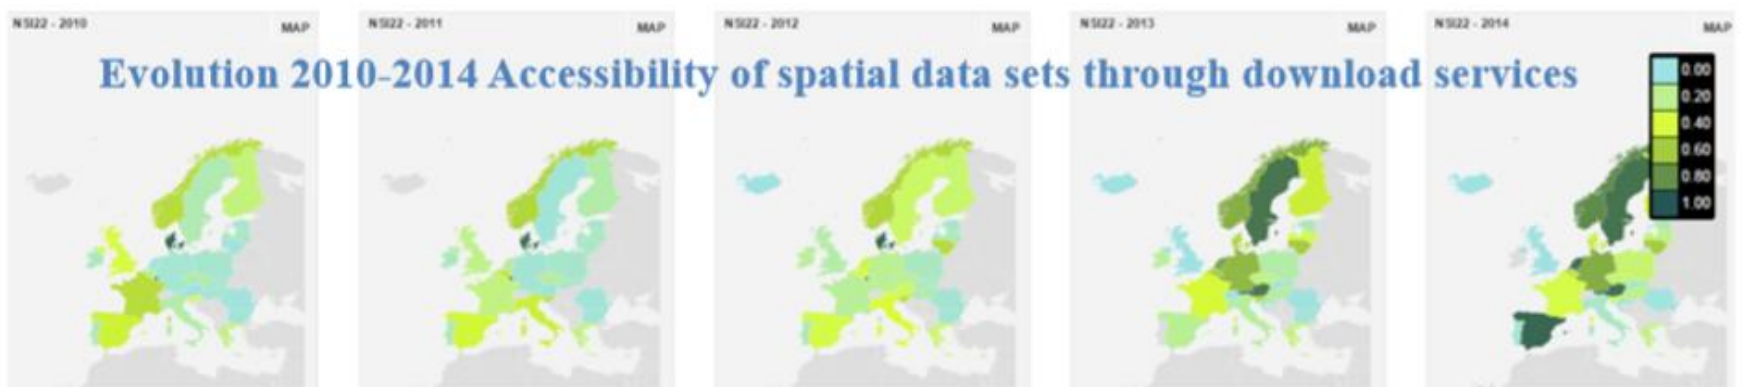 NSI22 - 2010 MAP
NSI22 - 2011 MAP
NSI22 - 2012 MAP
NSI22 - 2013 MAP
NSI22 - 2014 MAP
Evolution 2010-2014 Accessibility of spatial data sets through download services
0.00
0.20
0.40
0.60
0.80
1.00